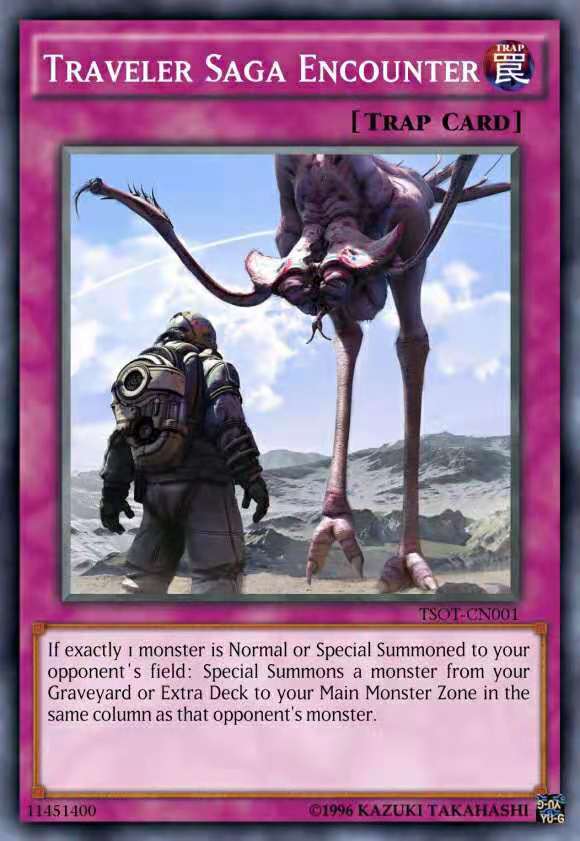 TRAVELER SAGA ENCOUNTER
TRAP
罠
[TRAP CARD]
TSOT-CN001
If exactly 1 monster is Normal or Special Summoned to your
opponent's field: Special Summons a monster from your
Graveyard or Extra Deck to your Main Monster Zone in the
same column as that opponent's monster.
11451400
©1996 KAZUKI TAKAHASHI
YU-G